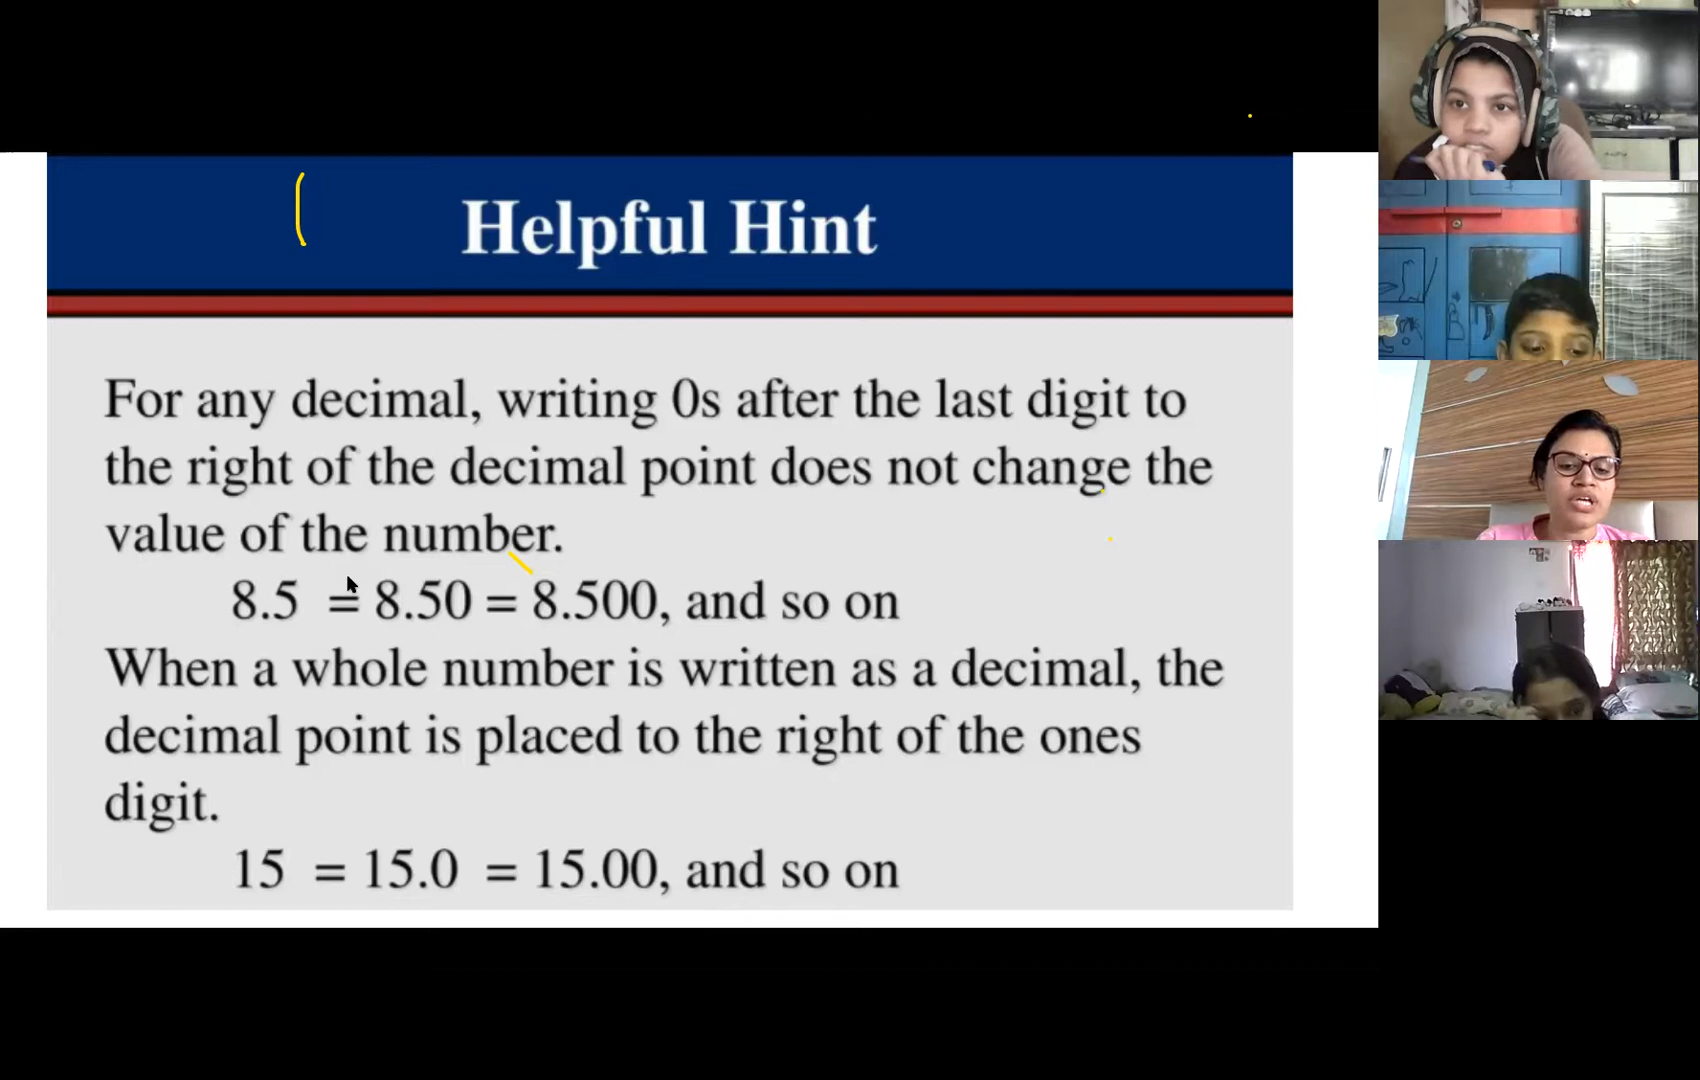 Helpful Hint
For any decimal, writing 0s after the last digit to
the right of the decimal point does not change the
value of the number.
8.5 = 8.50 = 8.500, and so on
When a whole number is written as a decimal, the
decimal point is placed to the right of the ones
digit.
15 = 15.0 = 15.00, and so on